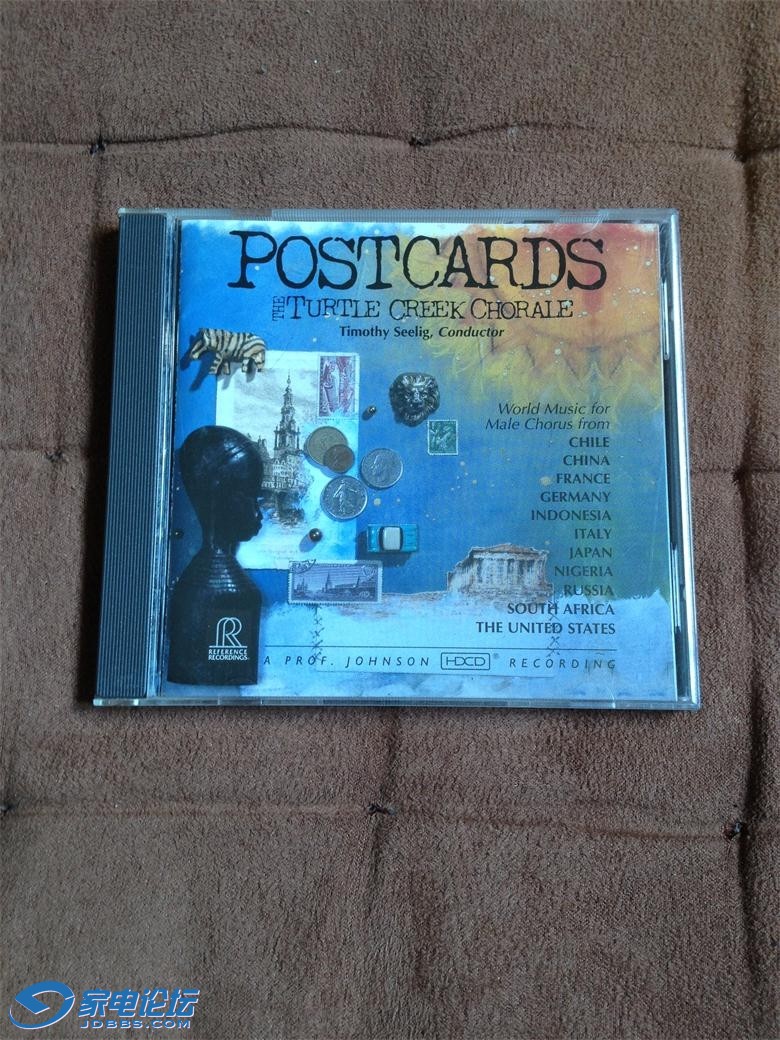 POSTCARDS
THE TURTLE CREEK CHORALE
Timothy Seelig, Conductor
World Music for
Male Chorus from
CHILE
CHINA
FRANCE
GERMANY
INDONESIA
ITALY
JAPAN
NIGERIA
RUSSIA
SOUTH AFRICA
THE UNITED STATES
R
REFERENCE
RECORDINGS®
A PROF. JOHNSON HDCD® RECORDING
家电论坛
JDBBS.COM